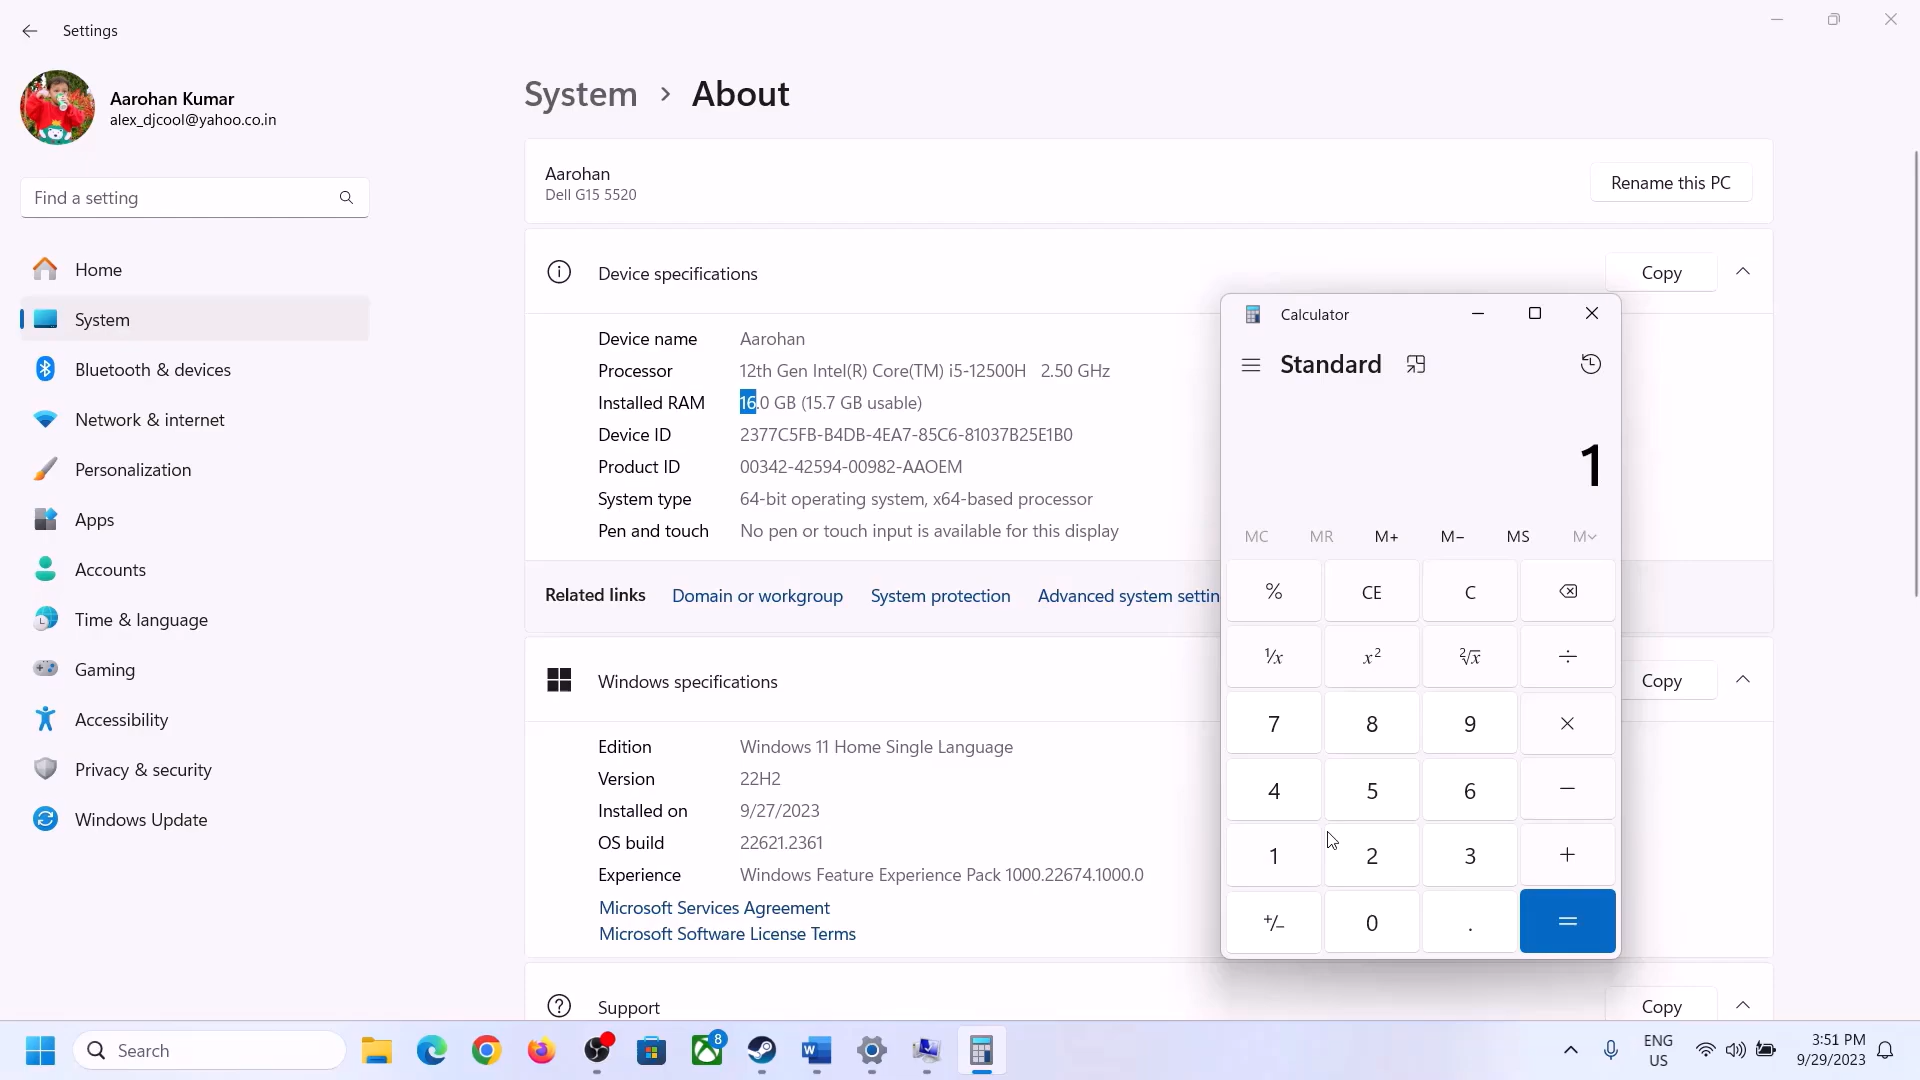 Settings
Aarohan Kumar
alex_djcool@yahoo.co.in
Find a setting
Home
System
Bluetooth & devices
Network & internet
Personalization
Apps
Accounts
Time & language
Gaming
Accessibility
Privacy & security
Windows Update
System > About
Aarohan
Dell G15 5520
Rename this PC
Device specifications
Copy
Device name Aarohan
Processor 12th Gen Intel(R) Core(TM) i5-12500H 2.50 GHz
Installed RAM 16.0 GB (15.7 GB usable)
Device ID 2377C5FB-B4DB-4EA7-85C6-81037B25E1B0
Product ID 00342-42594-00982-AAOEM
System type 64-bit operating system, x64-based processor
Pen and touch No pen or touch input is available for this display
Related links Domain or workgroup System protection Advanced system settin
Windows specifications
Copy
Edition Windows 11 Home Single Language
Version 22H2
Installed on 9/27/2023
OS build 22621.2361
Experience Windows Feature Experience Pack 1000.22674.1000.0
Microsoft Services Agreement
Microsoft Software License Terms
Support
Copy
Calculator
Standard
1
MC MR M+ M− MS M
% CE C
¹/x x² ²√x ÷
7 8 9 ×
4 5 6 −
1 2 3 +
+/− 0 . =
Search
8
W
ENG
US
3:51 PM
9/29/2023